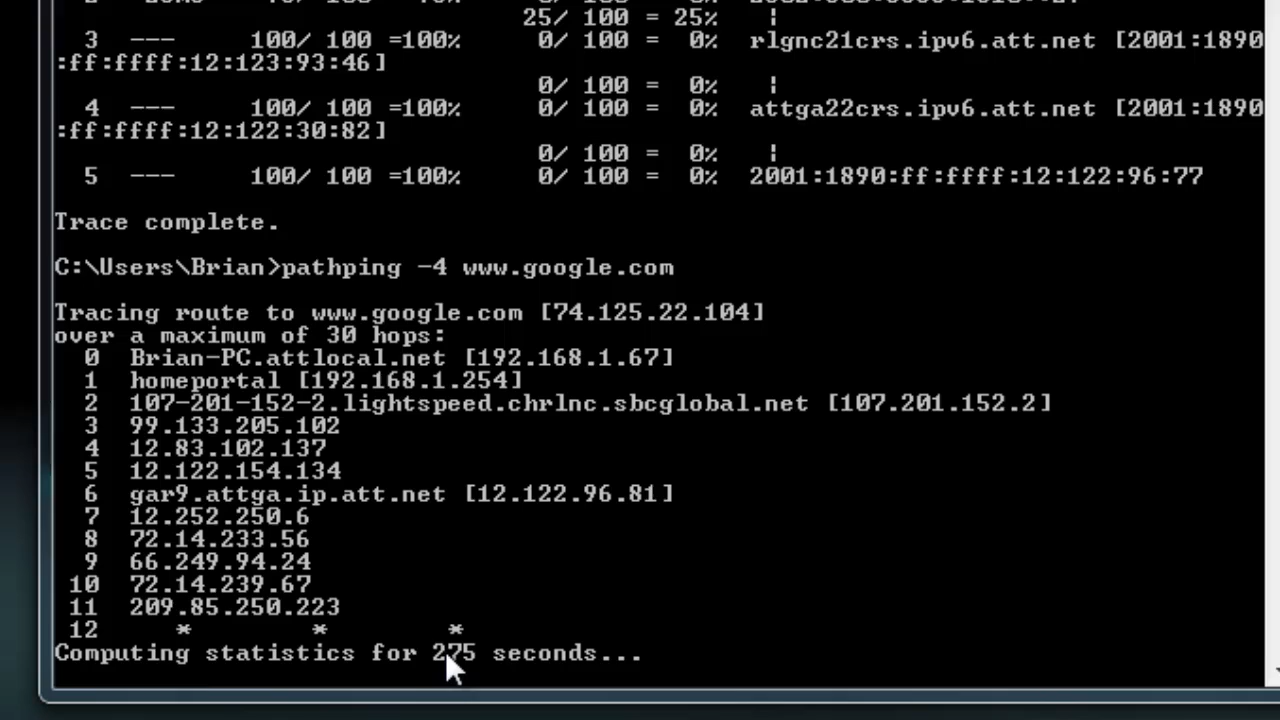 25/ 100 = 25% |
3 --- 100/ 100 =100% 0/ 100 = 0% rlgnc21crs.ipv6.att.net [2001:1890
:ff:ffff:12:123:93:46]
0/ 100 = 0% |
4 --- 100/ 100 =100% 0/ 100 = 0% attga22crs.ipv6.att.net [2001:1890
:ff:ffff:12:122:30:82]
0/ 100 = 0% |
5 --- 100/ 100 =100% 0/ 100 = 0% 2001:1890:ff:ffff:12:122:96:77
Trace complete.
C:\Users\Brian>pathping -4 www.google.com
Tracing route to www.google.com [74.125.22.104]
over a maximum of 30 hops:
0 Brian-PC.attlocal.net [192.168.1.67]
1 homeportal [192.168.1.254]
2 107-201-152-2.lightspeed.chrlnc.sbcglobal.net [107.201.152.2]
3 99.133.205.102
4 12.83.102.137
5 12.122.154.134
6 gar9.attga.ip.att.net [12.122.96.81]
7 12.252.250.6
8 72.14.233.56
9 66.249.94.24
10 72.14.239.67
11 209.85.250.223
12 * * *
Computing statistics for 275 seconds...